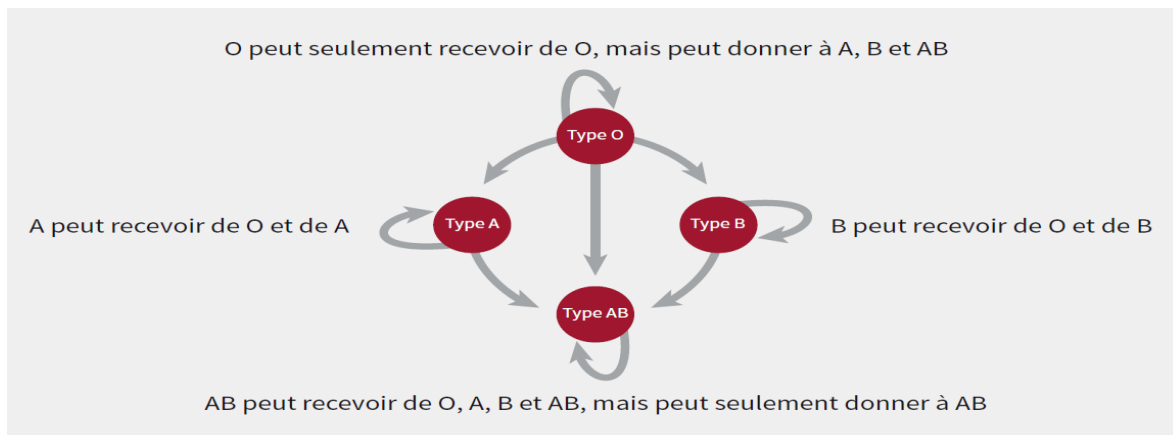 O peut seulement recevoir de O, mais peut donner à A, B et AB
Type O
A peut recevoir de O et de A
Type A
Type B
B peut recevoir de O et de B
Type AB
AB peut recevoir de O, A, B et AB, mais peut seulement donner à AB